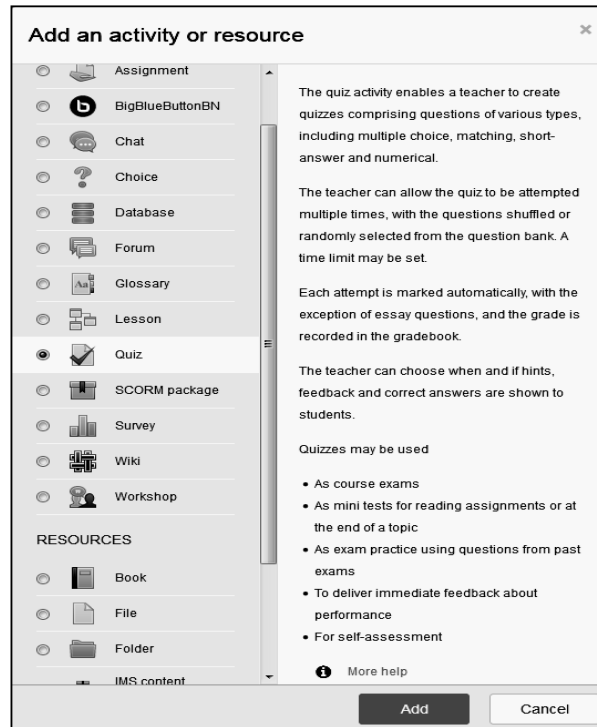 Add an activity or resource
×
Assignment
BigBlueButtonBN
Chat
Choice
Database
Forum
Glossary
Lesson
Quiz
SCORM package
Survey
Wiki
Workshop
RESOURCES
Book
File
Folder
IMS content
The quiz activity enables a teacher to create
quizzes comprising questions of various types,
including multiple choice, matching, short-
answer and numerical.
The teacher can allow the quiz to be attempted
multiple times, with the questions shuffled or
randomly selected from the question bank. A
time limit may be set.
Each attempt is marked automatically, with the
exception of essay questions, and the grade is
recorded in the gradebook.
The teacher can choose when and if hints,
feedback and correct answers are shown to
students.
Quizzes may be used
• As course exams
• As mini tests for reading assignments or at
the end of a topic
• As exam practice using questions from past
exams
• To deliver immediate feedback about
performance
• For self-assessment
More help
Add
Cancel